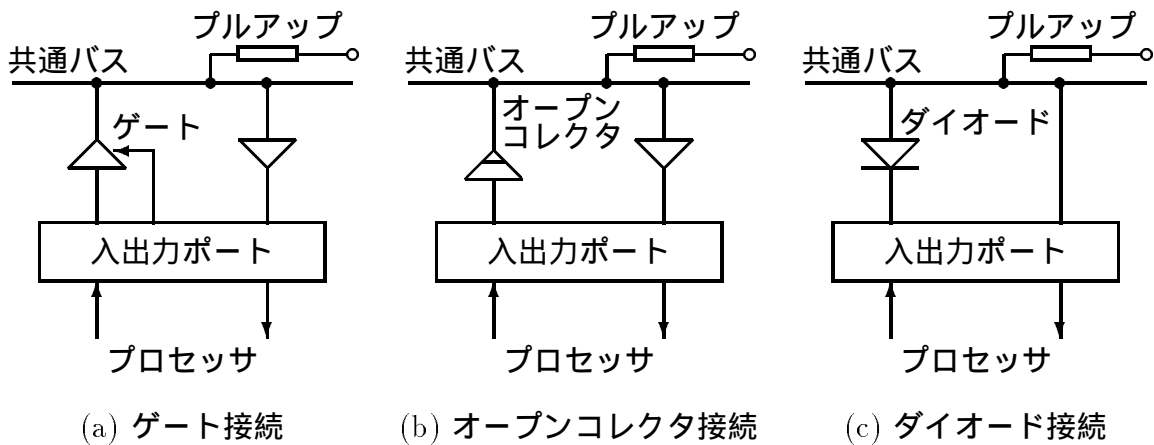 プルアップ
共通バス
ゲート
入出力ポート
プロセッサ
(a) ゲート接続
プルアップ
共通バス
オープン
コレクタ
入出力ポート
プロセッサ
(b) オープンコレクタ接続
プルアップ
共通バス
ダイオード
入出力ポート
プロセッサ
(c) ダイオード接続